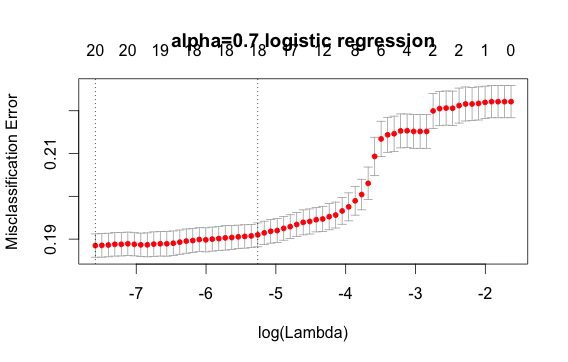 alpha=0.7 logistic regression
20 20 19 18 18 18 17 12 8 6 4 2 2 1 0
Misclassification Error
0.21
0.19
-7 -6 -5 -4 -3 -2
log(Lambda)